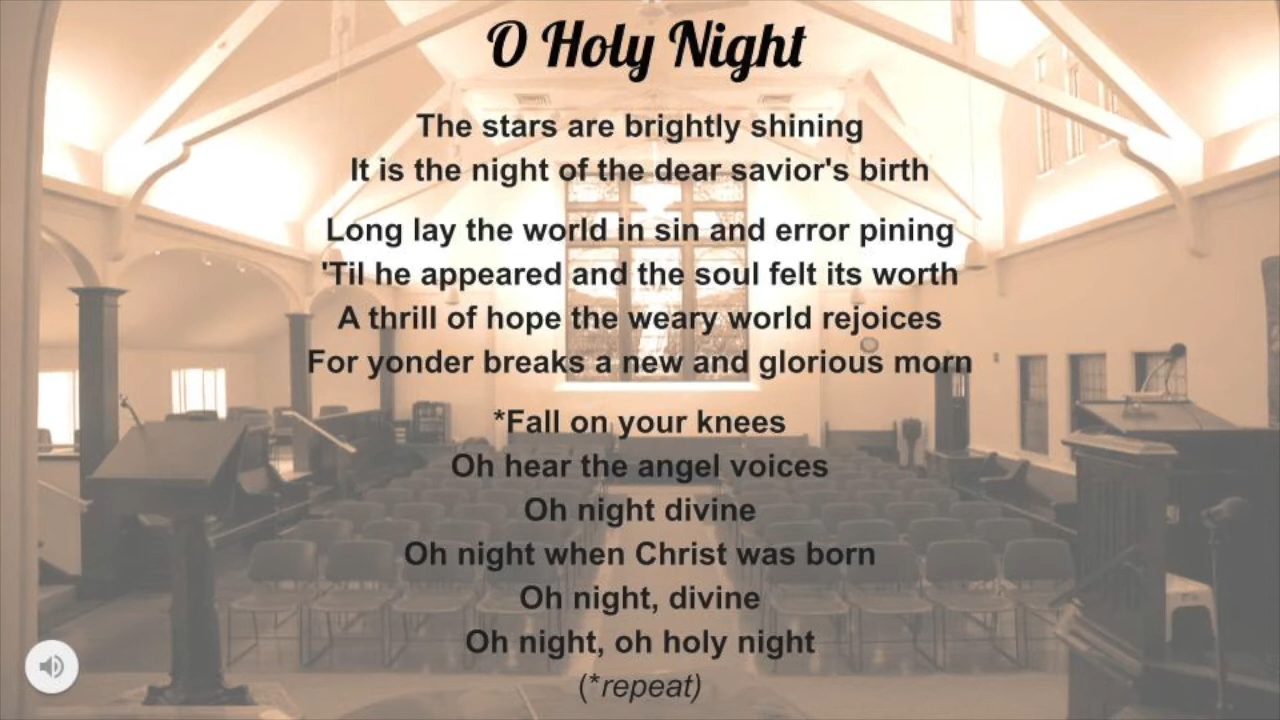 O Holy Night
The stars are brightly shining
It is the night of the dear savior's birth
Long lay the world in sin and error pining
'Til he appeared and the soul felt its worth
A thrill of hope the weary world rejoices
For yonder breaks a new and glorious morn
*Fall on your knees
Oh hear the angel voices
Oh night divine
Oh night when Christ was born
Oh night, divine
Oh night, oh holy night
(*repeat)